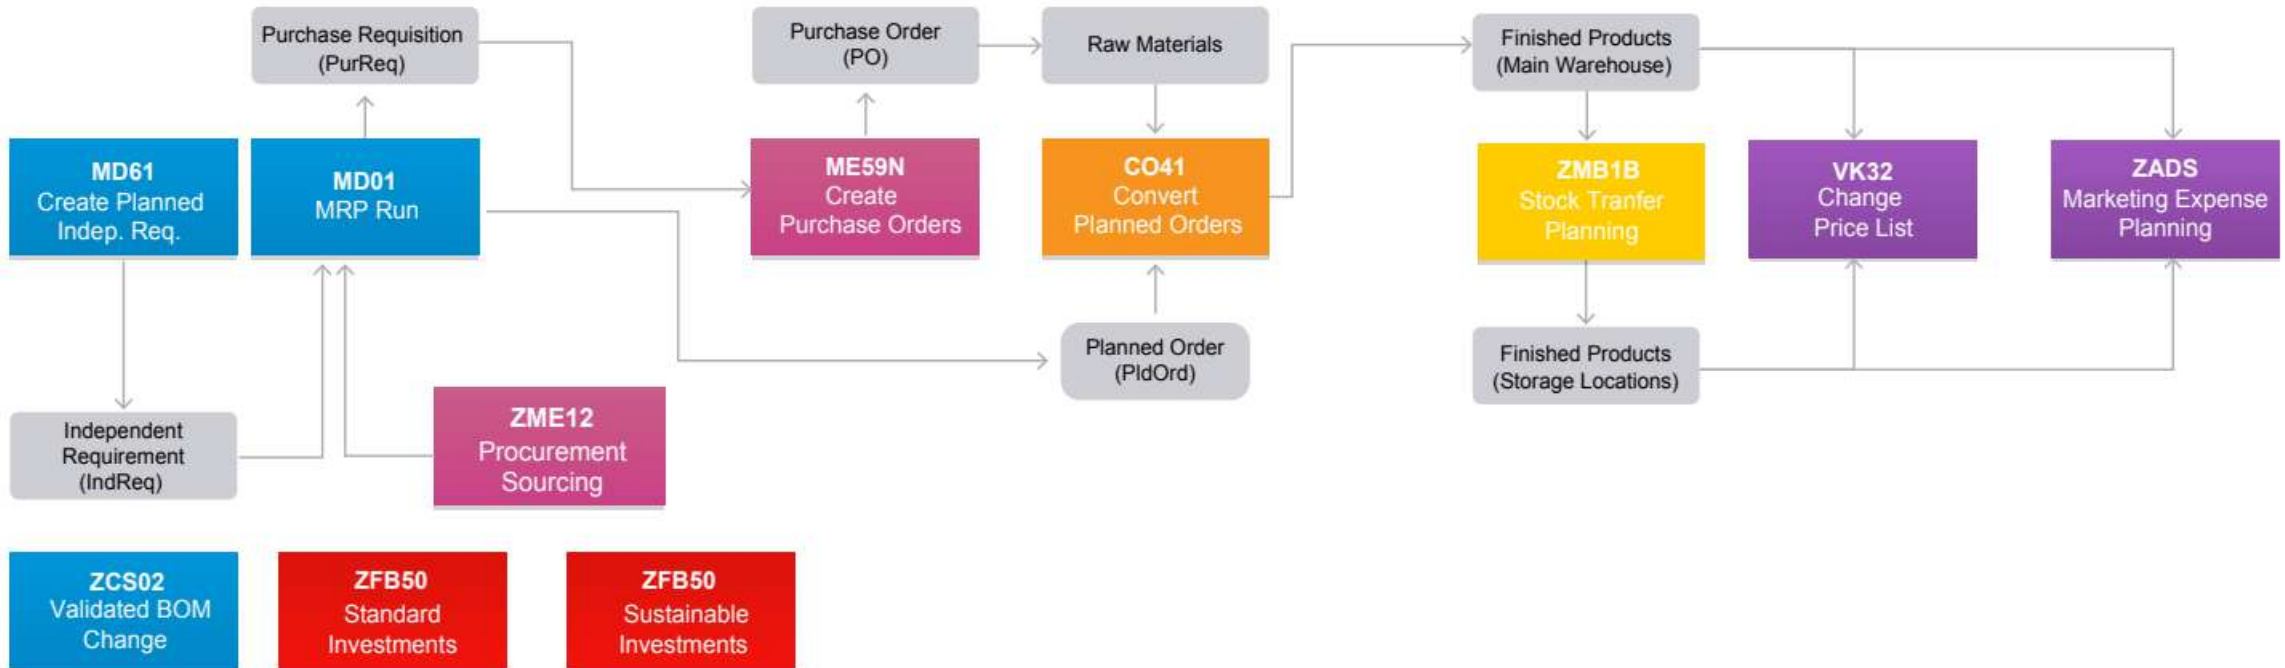 Purchase Requisition
(PurReq)
Purchase Order
(PO)
Raw Materials
Finished Products
(Main Warehouse)
MD61
Create Planned
Indep. Req.
MD01
MRP Run
ME59N
Create
Purchase Orders
CO41
Convert
Planned Orders
ZMB1B
Stock Tranfer
Planning
VK32
Change
Price List
ZADS
Marketing Expense
Planning
Planned Order
(PldOrd)
Finished Products
(Storage Locations)
Independent
Requirement
(IndReq)
ZME12
Procurement
Sourcing
ZCS02
Validated BOM
Change
ZFB50
Standard
Investments
ZFB50
Sustainable
Investments